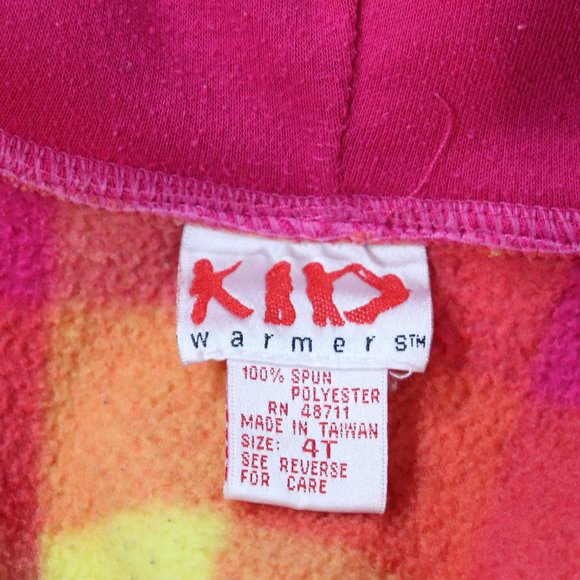 KID
warmers™
100% SPUN
POLYESTER
RN 48711
MADE IN TAIWAN
SIZE: 4T
SEE REVERSE
FOR CARE